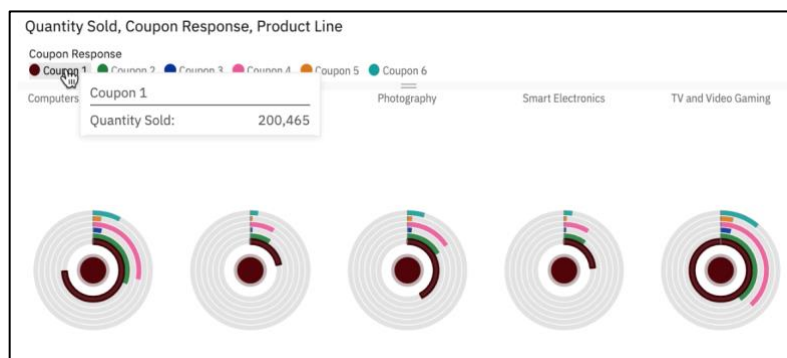 Quantity Sold, Coupon Response, Product Line
Coupon Response
Coupon 1 Coupon 2 Coupon 3 Coupon 4 Coupon 5 Coupon 6
Computers Photography Smart Electronics TV and Video Gaming
Coupon 1
Quantity Sold: 200,465